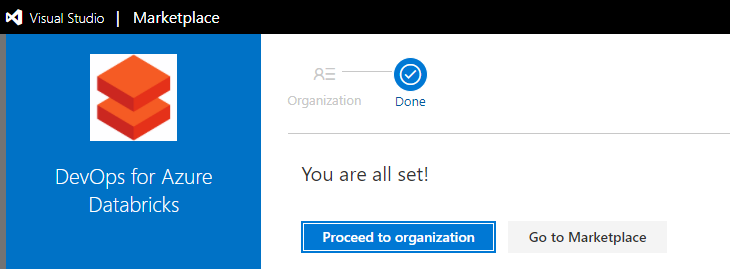 Visual Studio | Marketplace
Organization
Done
DevOps for Azure
Databricks
You are all set!
Proceed to organization
Go to Marketplace